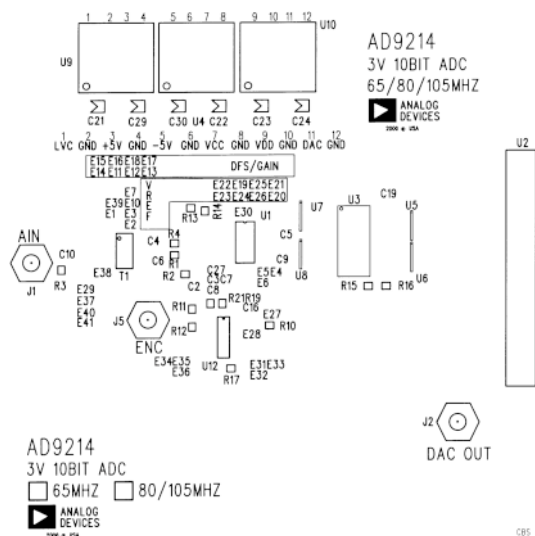 1 2 3 4 5 6 7 8 9 10 11 12
U9 U10
AD9214
3V 10BIT ADC
65/80/105MHZ
ANALOG
DEVICES
2000 © USA
C21 C29 C30 U4 C22 C23 C24
1 2 3 4 5 6 7 8 9 10 11 12
LVC GND +5V GND -5V GND VCC GND VDD GND DAC GND
U2
E15 E16 E18 E17
E14 E11 E12 E13
DFS/GAIN
E7
VREF
E22 E19 E25 E21
E23 E24 E26 E20
E39 E10
E1 E3
E2
R13 R14
E30 U1
U7
U3
C19
U5
AIN
C10
R3
J1
E38
T1
C4 R4
C6 R1
R2
C5
C9
U8
U6
C27
C3 C7
C2 C8
E5 E4
E6
R15 R16
E29
E37
E40
E41
J5
ENC
R11
R12
R21 R19
C16
E27
R10
E28
U12
R17
E34 E35
E36
E31 E33
E32
J2
DAC OUT
AD9214
3V 10BIT ADC
65MHZ 80/105MHZ
ANALOG
DEVICES
2000 © USA
CBS